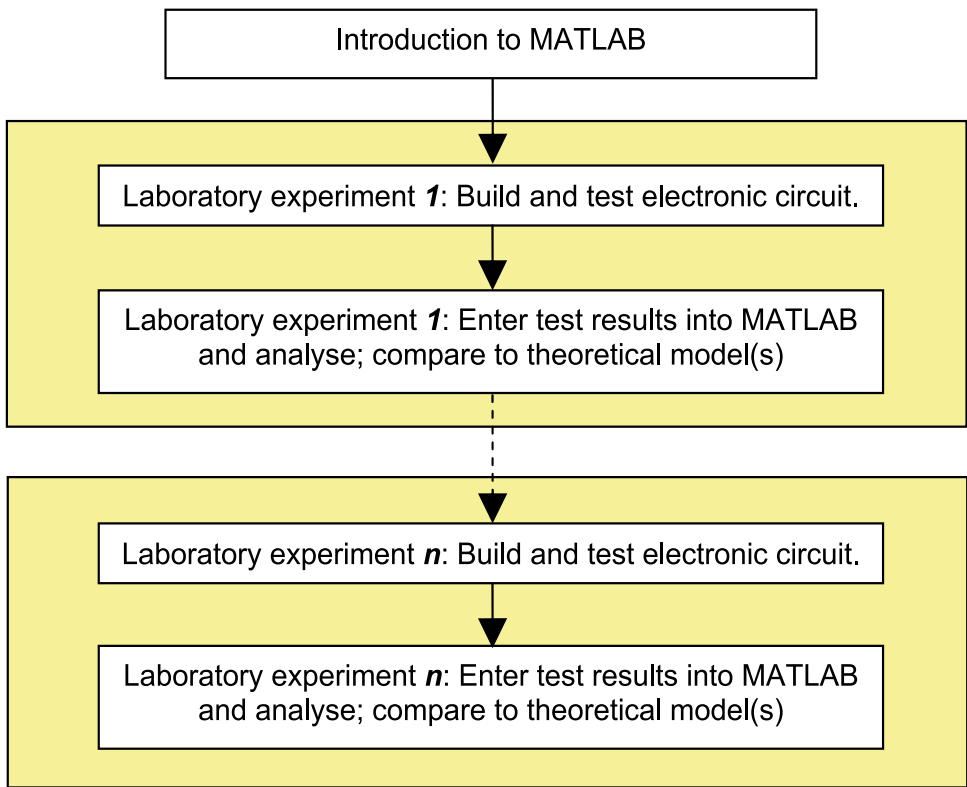 Introduction to MATLAB
Laboratory experiment 1: Build and test electronic circuit.
Laboratory experiment 1: Enter test results into MATLAB
and analyse; compare to theoretical model(s)
Laboratory experiment n: Build and test electronic circuit.
Laboratory experiment n: Enter test results into MATLAB
and analyse; compare to theoretical model(s)